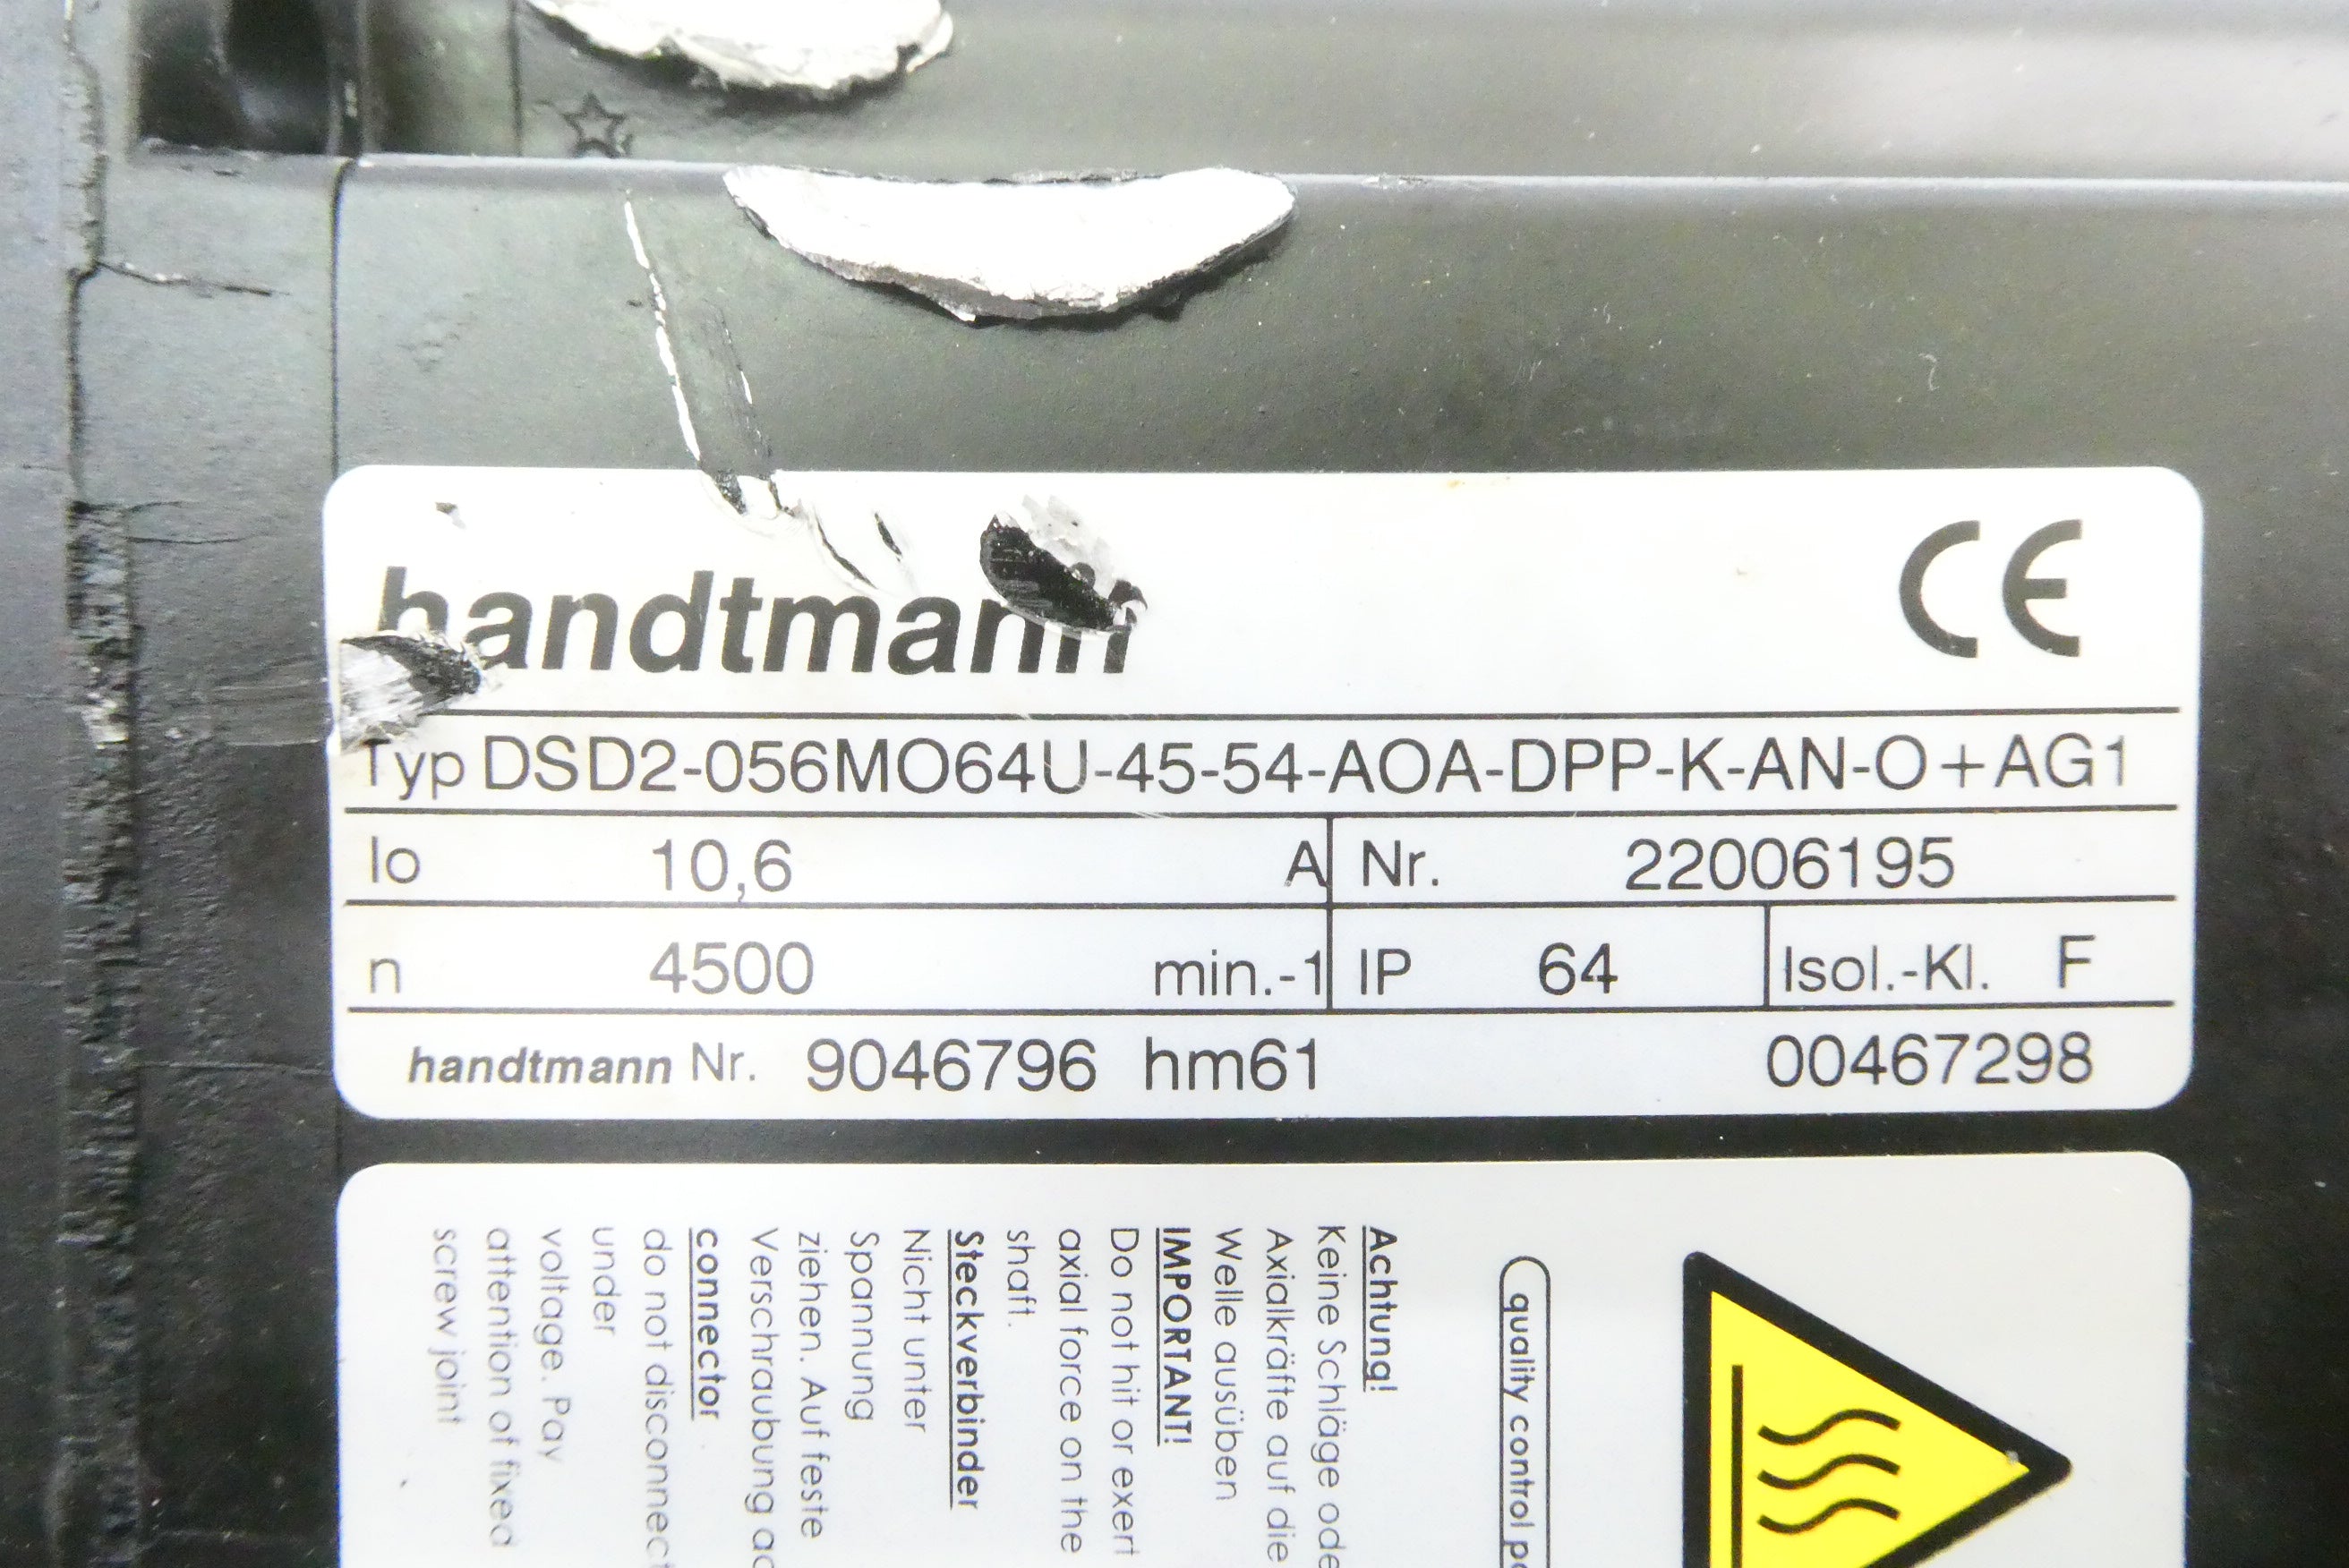 handtmann CE
Typ DSD2-056MO64U-45-54-AOA-DPP-K-AN-O+AG1
Io 10,6 A Nr. 22006195
n 4500 min.-1 IP 64 Isol.-Kl. F
handtmann Nr. 9046796 hm61 00467298
quality control
Achtung!
Keine Schläge
Axialkräfte auf die
Welle ausüben
IMPORTANT!
Do not hit or exert
axial force on the
shaft.
Steckverbinder
Nicht unter
Spannung
ziehen. Auf feste
Verschraubung
connector
do not disconnect
under
voltage. Pay
attention of fixed
screw joint